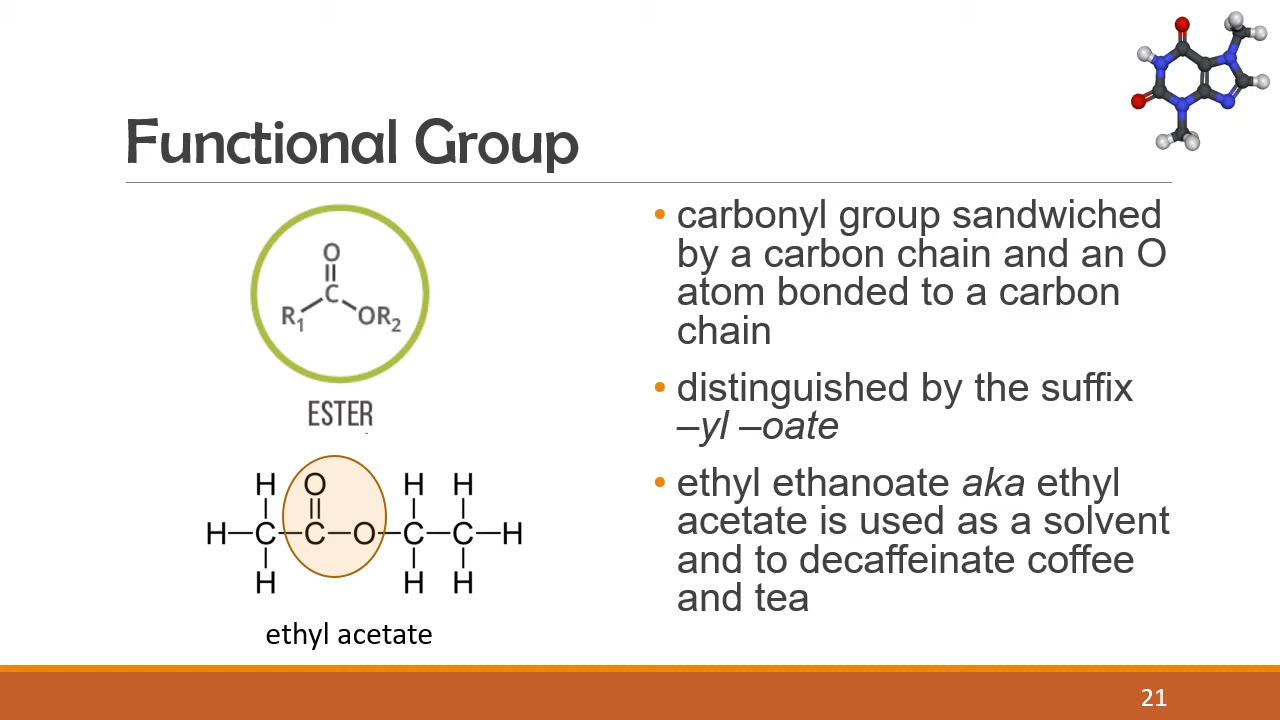 Functional Group
O
C
R1
OR2
ESTER
• carbonyl group sandwiched
by a carbon chain and an O
atom bonded to a carbon
chain
• distinguished by the suffix
–yl –oate
• ethyl ethanoate aka ethyl
acetate is used as a solvent
and to decaffeinate coffee
and tea
H O H H
H C C O C C H
H H H
ethyl acetate
21